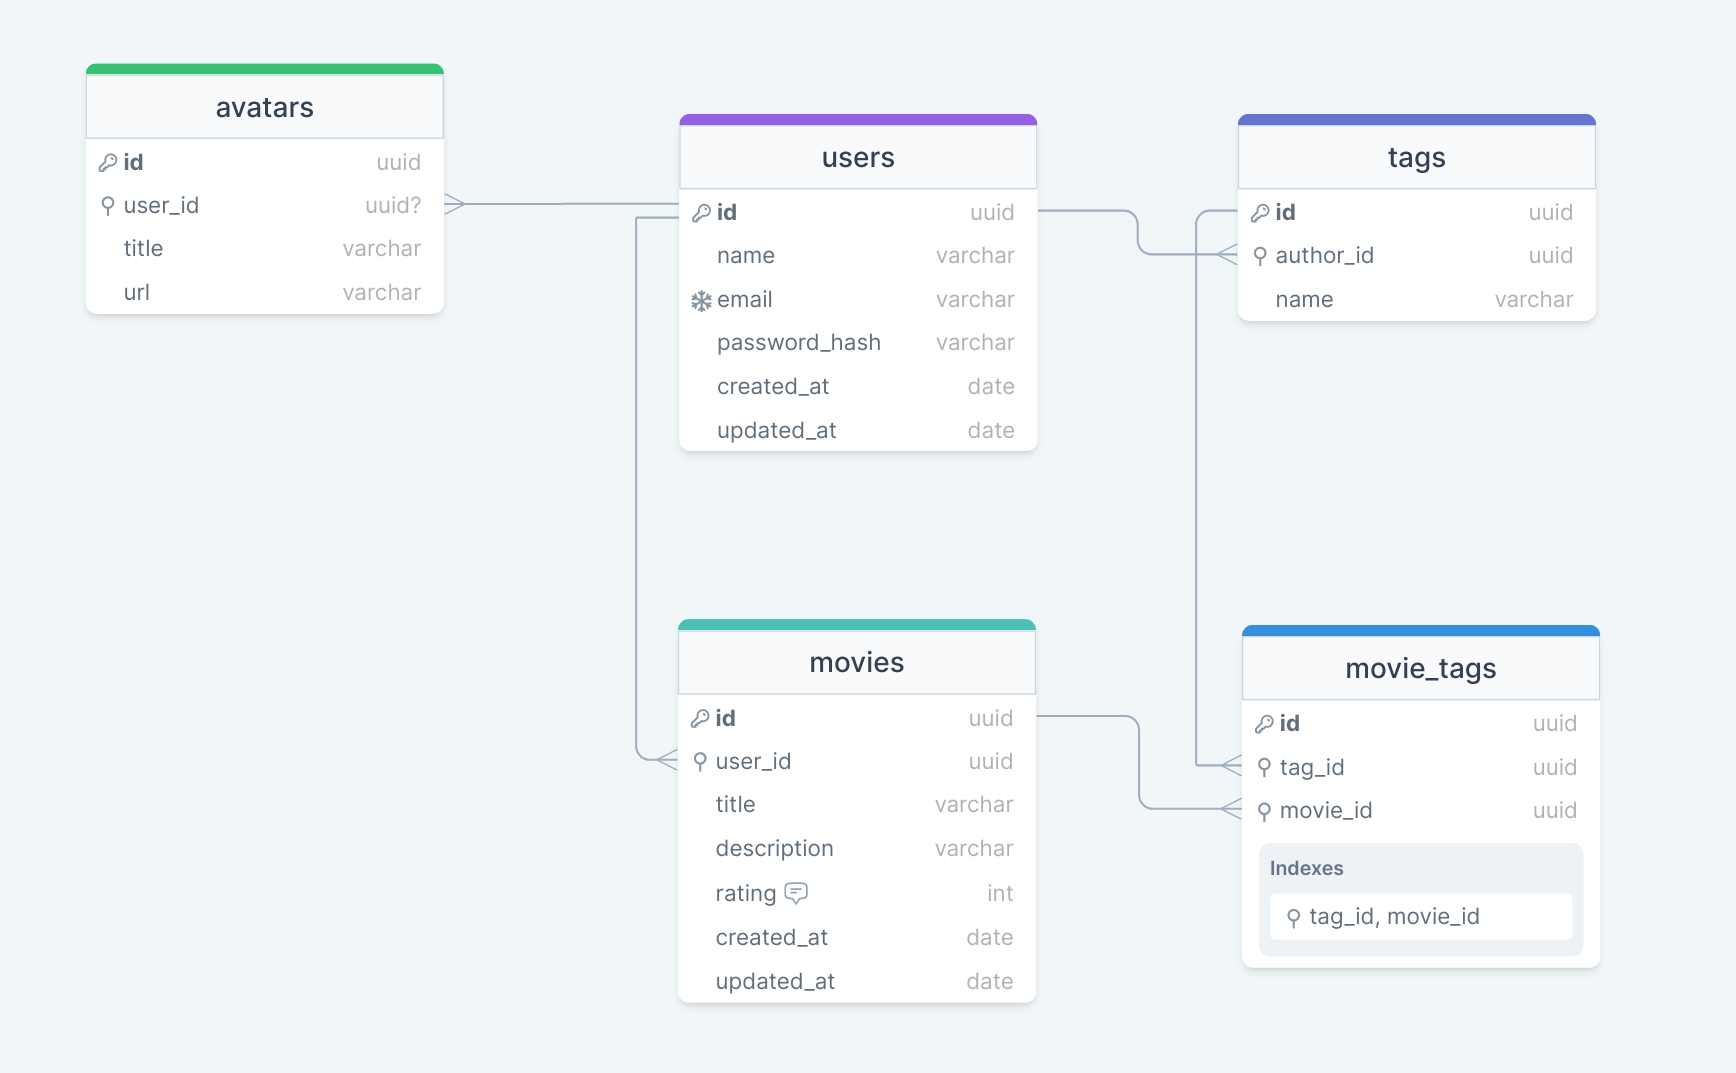 avatars
id uuid
user_id uuid?
title varchar
url varchar
users
id uuid
name varchar
email varchar
password_hash varchar
created_at date
updated_at date
tags
id uuid
author_id uuid
name varchar
movies
id uuid
user_id uuid
title varchar
description varchar
rating int
created_at date
updated_at date
movie_tags
id uuid
tag_id uuid
movie_id uuid
Indexes
tag_id, movie_id